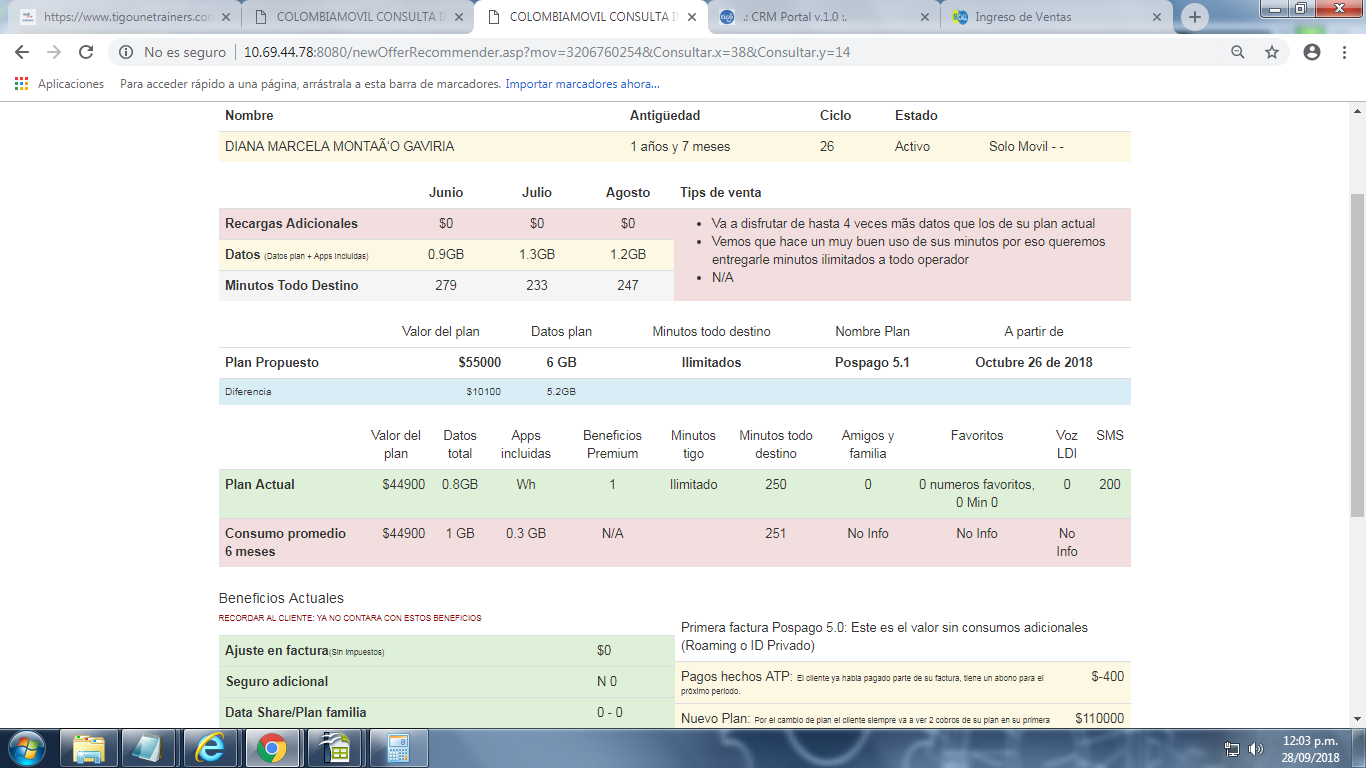 https://www.tigounetrainers.com
COLOMBIAMOVIL CONSULTA I
COLOMBIAMOVIL CONSULTA I
.: CRM Portal v.1.0 :.
Ingreso de Ventas
No es seguro | 10.69.44.78:8080/newOfferRecommender.asp?mov=3206760254&Consultar.x=38&Consultar.y=14
Aplicaciones Para acceder rápido a una página, arrástrala a esta barra de marcadores. Importar marcadores ahora...
Nombre Antigüedad Ciclo Estado
DIANA MARCELA MONTAÃ‘O GAVIRIA 1 años y 7 meses 26 Activo Solo Movil - -
Junio Julio Agosto Tips de venta
Recargas Adicionales $0 $0 $0
Datos (Datos plan + Apps incluidas) 0.9GB 1.3GB 1.2GB
Minutos Todo Destino 279 233 247
• Va a disfrutar de hasta 4 veces mãs datos que los de su plan actual
• Vemos que hace un muy buen uso de sus minutos por eso queremos
entregarle minutos ilimitados a todo operador
• N/A
Valor del plan Datos plan Minutos todo destino Nombre Plan A partir de
Plan Propuesto $55000 6 GB Ilimitados Pospago 5.1 Octubre 26 de 2018
Diferencia $10100 5.2GB
Valor del Datos Apps Beneficios Minutos Minutos todo Amigos y Favoritos Voz SMS
plan total incluidas Premium tigo destino familia LDI
Plan Actual $44900 0.8GB Wh 1 Ilimitado 250 0 0 numeros favoritos, 0 200
0 Min 0
Consumo promedio $44900 1 GB 0.3 GB N/A 251 No Info No Info No
6 meses Info
Beneficios Actuales
RECORDAR AL CLIENTE: YA NO CONTARA CON ESTOS BENEFICIOS
Ajuste en factura(Sin impuestos) $0
Seguro adicional N 0
Data Share/Plan familia 0 - 0
Primera factura Pospago 5.0: Este es el valor sin consumos adicionales
(Roaming o ID Privado)
Pagos hechos ATP: El cliente ya habia pagado parte de su factura, tiene un abono para el $-400
próximo periodo.
Nuevo Plan: Por el cambio de plan el cliente siempre va a ver 2 cobros de su plan en su primera $110000
12:03 p.m.
28/09/2018